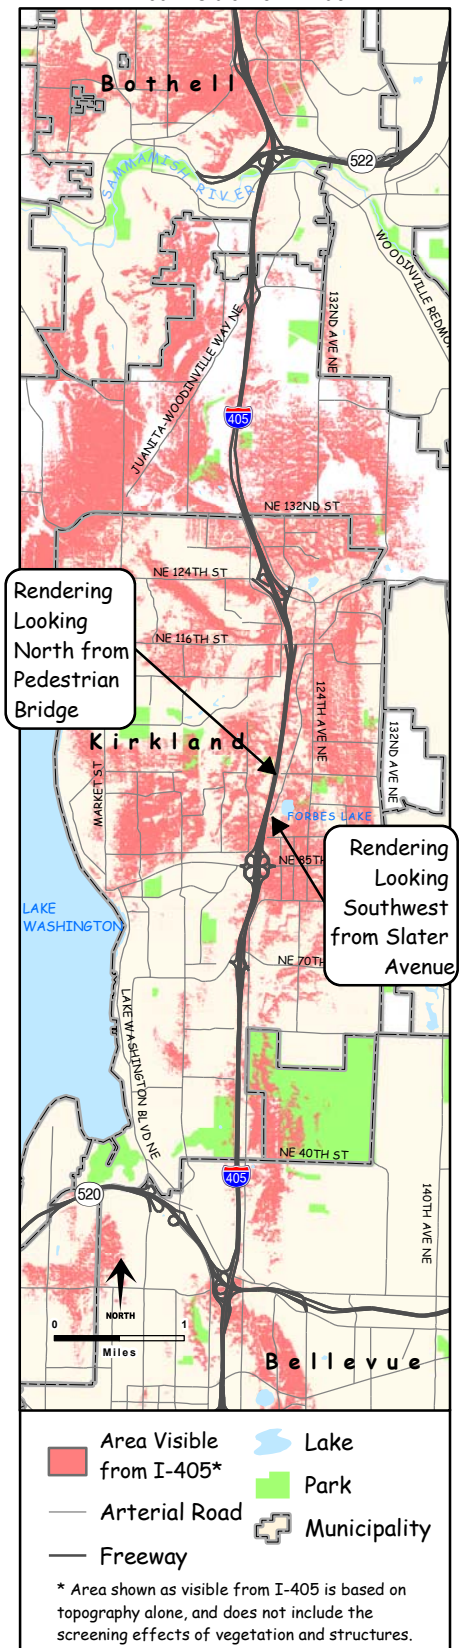 Bothell
522
SAMMAMISH RIVER
WOODINVILLE REDMO
132ND AVE NE
JUANITA-WOODINVILLE WAY NE
405
NE 132ND ST
NE 124TH ST
Rendering
Looking
North from
Pedestrian
Bridge
NE 116TH ST
124TH AVE NE
132ND AVE NE
Kirkland
MARKET ST
FORBES LAKE
NE 85TH
Rendering
Looking
Southwest
from Slater
Avenue
LAKE
WASHINGTON
NE 70TH
LAKE WASHINGTON BLVD NE
NE 40TH ST
405
520
140TH AVE NE
NORTH
0 1
Miles
Bellevue
Area Visible
from I-405*
Lake
Park
Arterial Road
Municipality
Freeway
* Area shown as visible from I-405 is based on
topography alone, and does not include the
screening effects of vegetation and structures.